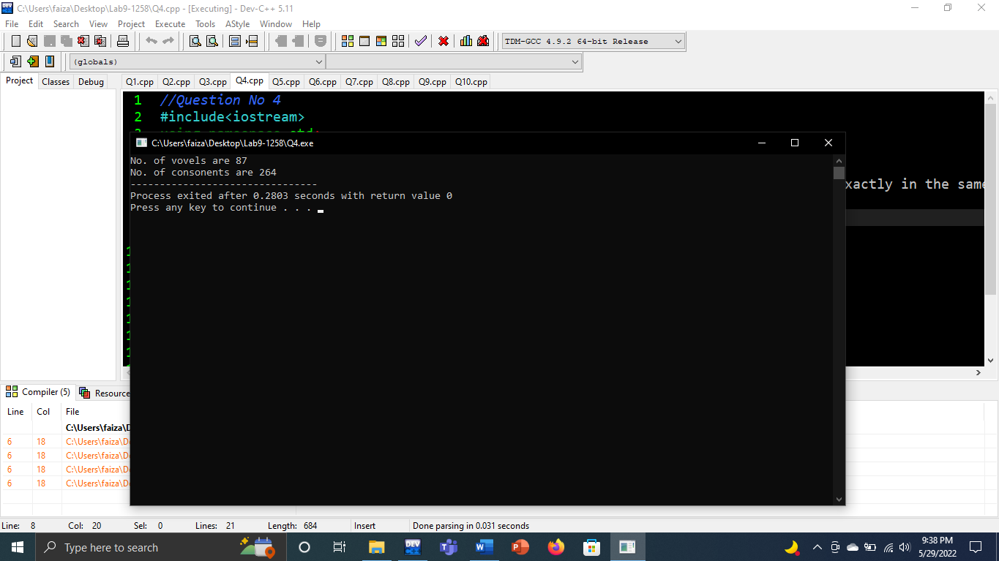 C:\Users\faiza\Desktop\Lab9-1258\Q4.cpp - [Executing] - Dev-C++ 5.11
File Edit Search View Project Execute Tools AStyle Window Help
TDM-GCC 4.9.2 64-bit Release
(globals)
Project Classes Debug Q1.cpp Q2.cpp Q3.cpp Q4.cpp Q5.cpp Q6.cpp Q7.cpp Q8.cpp Q9.cpp Q10.cpp
1 //Question No 4
2 #include<iostream>
C:\Users\faiza\Desktop\Lab9-1258\Q4.exe
No. of vovels are 87
No. of consonents are 264
--------------------------------
xactly in the same
Process exited after 0.2803 seconds with return value 0
Press any key to continue . . .
Compiler (5) Resource
Line Col File
C:\Users\faiza\D
6 18 C:\Users\faiza\D
6 18 C:\Users\faiza\D
6 18 C:\Users\faiza\D
6 18 C:\Users\faiza\D
Line: 8 Col: 20 Sel: 0 Lines: 21 Length: 684 Insert Done parsing in 0.031 seconds
Type here to search
9:38 PM
5/29/2022